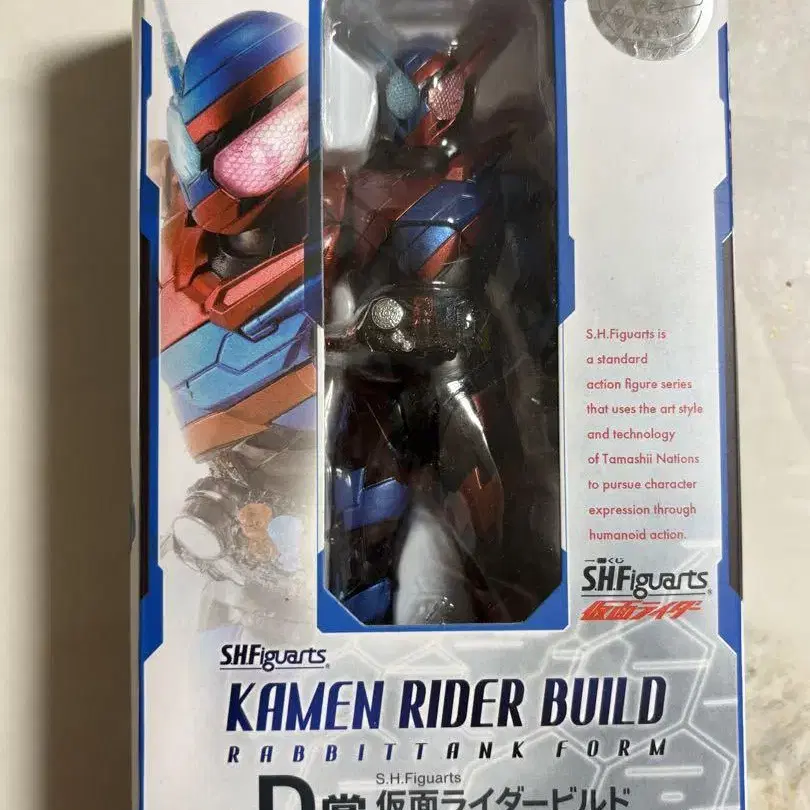 S.H.Figuarts is
a standard
action figure series
that uses the art style
and technology
of Tamashii Nations
to pursue character
expression through
humanoid action.
一番くじ
S.H.Figuarts®
仮面ライダー
S.H.Figuarts®
KAMEN RIDER BUILD
RABBITTANK FORM
S.H.Figuarts
D賞 仮面ライダービルド